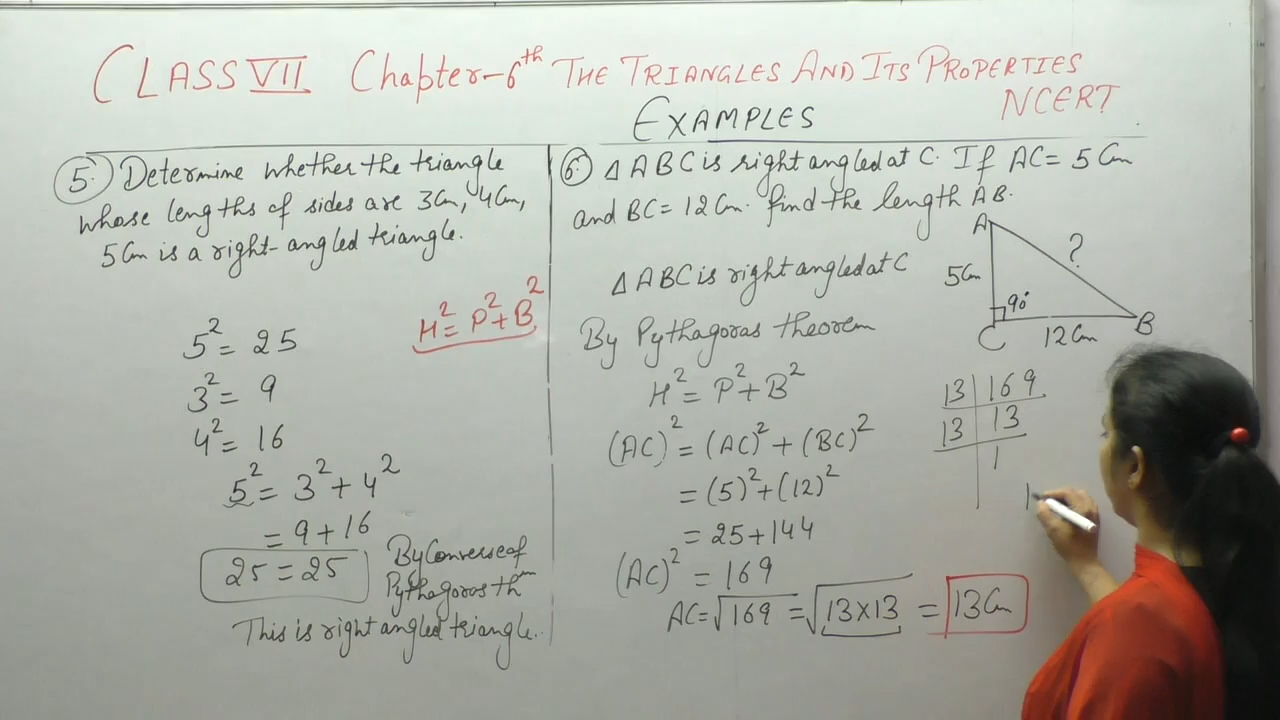 CLASS VII Chapter-6th THE TRIANGLES AND ITS PROPERTIES
NCERT
EXAMPLES
5. Determine whether the triangle
whose lengths of sides are 3Cm, 4Cm,
5Cm is a right-angled triangle.
H² = P² + B²
5² = 25
3² = 9
4² = 16
5² = 3² + 4²
= 9 + 16
25 = 25
By Converse of
Pythagoras thm
This is right angled triangle.
6. △ ABC is right angled at C. If AC = 5 Cm
and BC = 12 Cm. find the length AB.
△ ABC is right angled at C
By Pythagoras theorem
H² = P² + B²
(AC)² = (AC)² + (BC)²
= (5)² + (12)²
= 25 + 144
(AC)² = 169
AC = √169 = √13×13 = 13 Cm
A
?
5Cm
90°
C
12 Cm
B
13 | 169
13 | 13
1